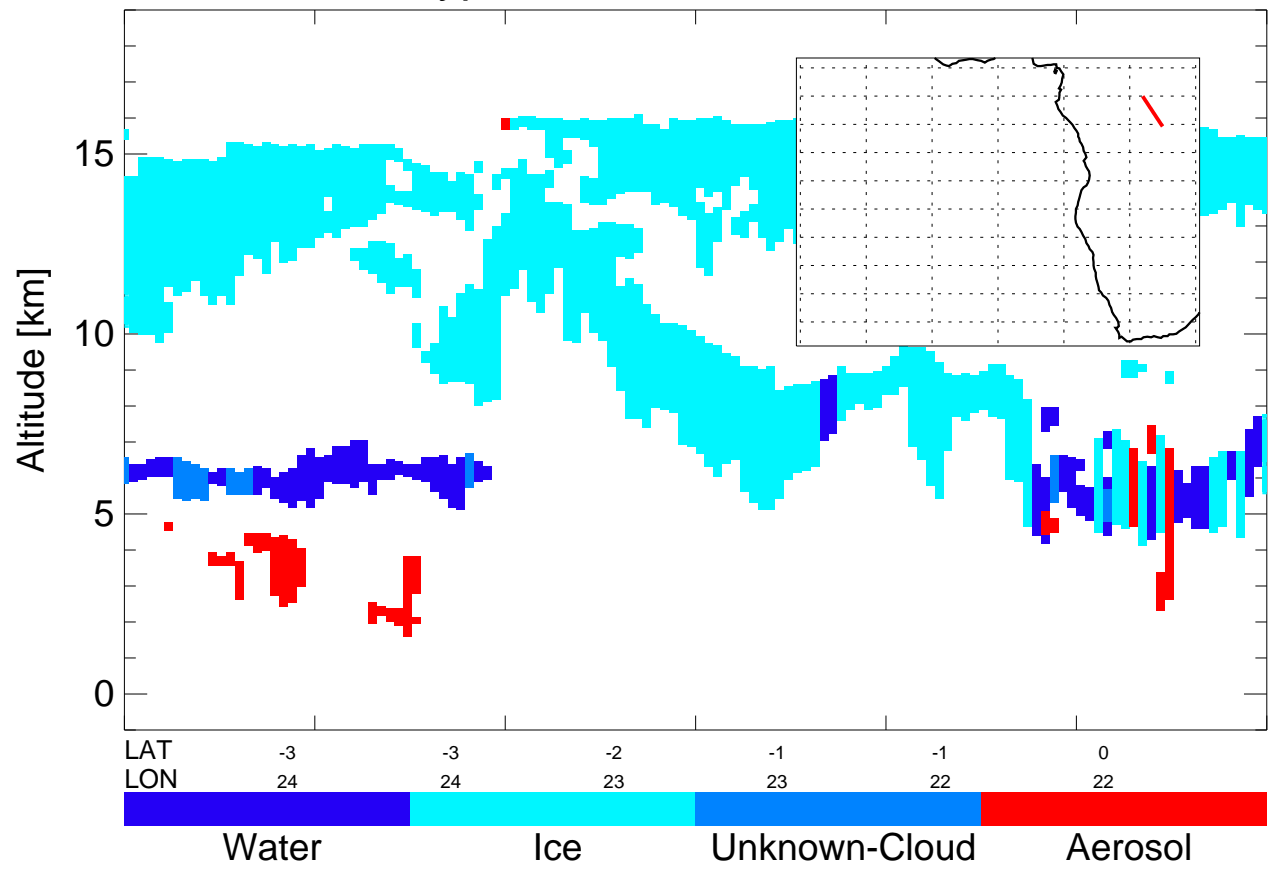 15
10
5
0
Altitude [km]
LAT -3 -3 -2 -1 -1 0
LON 24 24 23 23 22 22
Water Ice Unknown-Cloud Aerosol